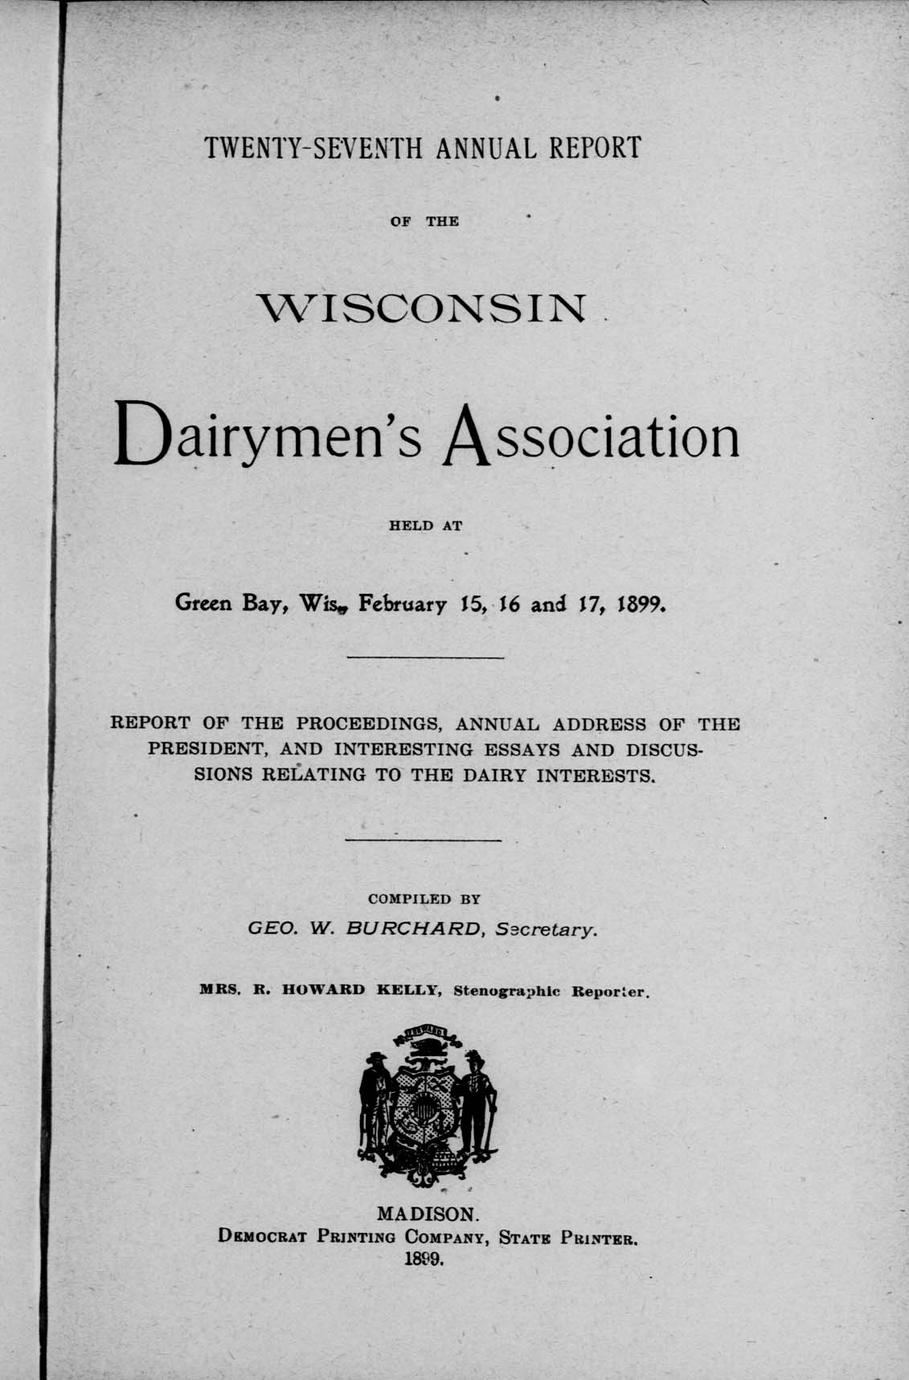 TWENTY-SEVENTH ANNUAL REPORT
OF THE
WISCONSIN
Dairymen's Association
HELD AT
Green Bay, Wis., February 15, 16 and 17, 1899.
REPORT OF THE PROCEEDINGS, ANNUAL ADDRESS OF THE
PRESIDENT, AND INTERESTING ESSAYS AND DISCUS-
SIONS RELATING TO THE DAIRY INTERESTS.
COMPILED BY
GEO. W. BURCHARD, Secretary.
MRS. R. HOWARD KELLY, Stenographic Reporter.
FORWARD
MADISON.
DEMOCRAT PRINTING COMPANY, STATE PRINTER.
1899.